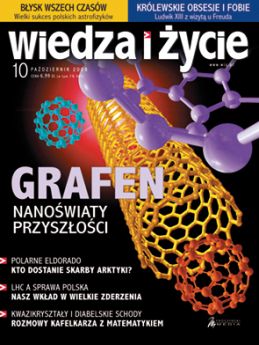 BŁYSK WSZECH CZASÓW
Wielki sukces polskich astrofizyków
KRÓLEWSKIE OBSESJE I FOBIE
Ludwik XIII z wizytą u Freuda
wiedza i życie
10
PAŹDZIERNIK
GRAFEN
NANOŚWIATY
PRZYSZŁOŚCI
POLARNE ELDORADO
KTO DOSTANIE SKARBY ARKTYKI?
LHC A SPRAWA POLSKA
NASZ WKŁAD W WIELKIE ZDERZENIA
KWAZIKRYSZTAŁY I DIABELSKIE SCHODY
ROZMOWY KAFELKARZA Z MATEMATYKIEM